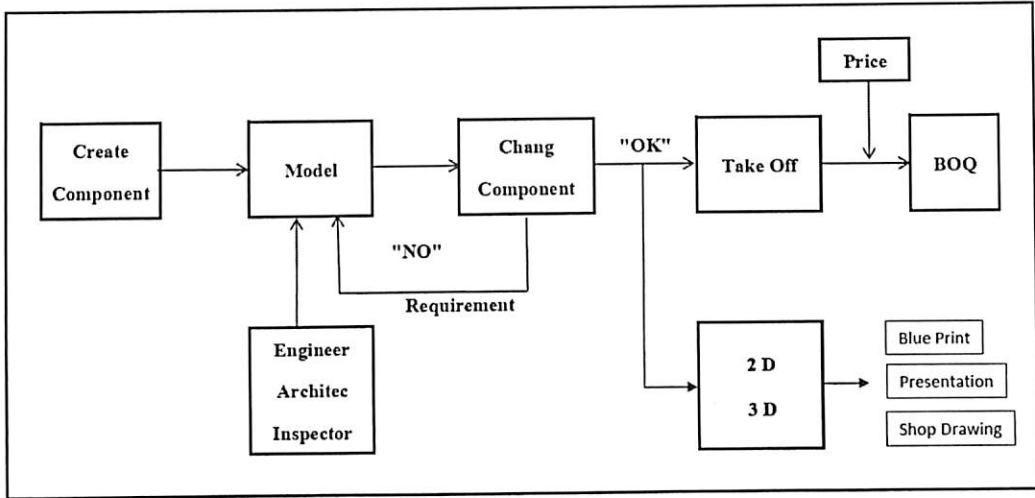 Price
Create
Component
Model
Chang
Component
"OK"
Take Off
BOQ
"NO"
Requirement
Engineer
Architec
Inspector
2 D
3 D
Blue Print
Presentation
Shop Drawing